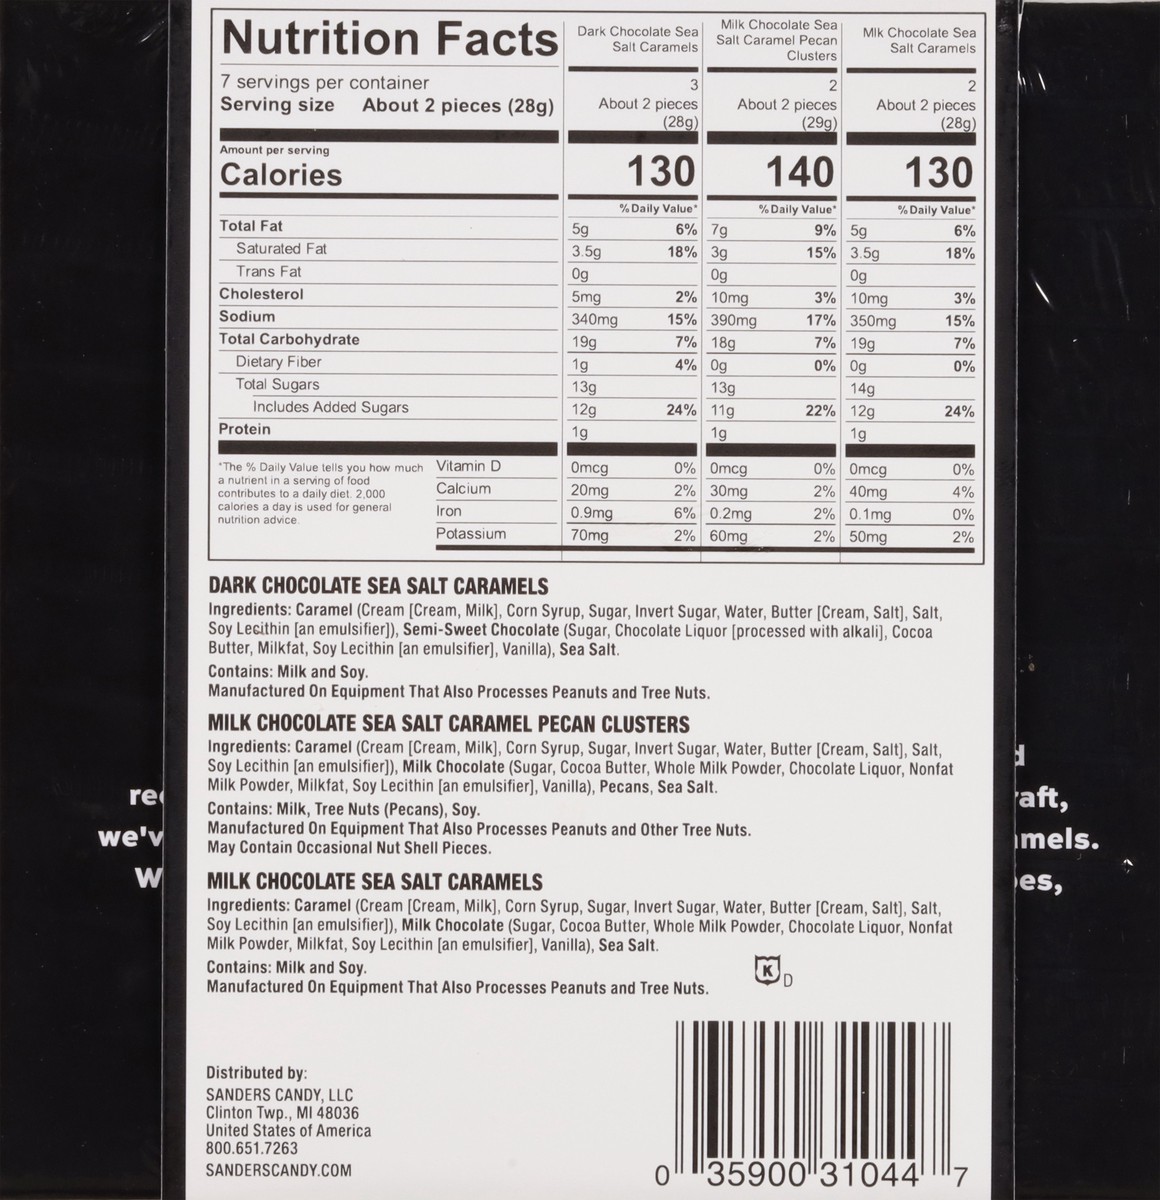 Nutrition Facts
Dark Chocolate Sea
Salt Caramels
Milk Chocolate Sea
Salt Caramel Pecan
Clusters
Mlk Chocolate Sea
Salt Caramels
7 servings per container
3
2
2
Serving size About 2 pieces (28g)
About 2 pieces
(28g)
About 2 pieces
(29g)
About 2 pieces
(28g)
Amount per serving
Calories 130 140 130
% Daily Value* % Daily Value* % Daily Value*
Total Fat 5g 6% 7g 9% 5g 6%
Saturated Fat 3.5g 18% 3g 15% 3.5g 18%
Trans Fat 0g 0g 0g
Cholesterol 5mg 2% 10mg 3% 10mg 3%
Sodium 340mg 15% 390mg 17% 350mg 15%
Total Carbohydrate 19g 7% 18g 7% 19g 7%
Dietary Fiber 1g 4% 0g 0% 0g 0%
Total Sugars 13g 13g 14g
Includes Added Sugars 12g 24% 11g 22% 12g 24%
Protein 1g 1g 1g
*The % Daily Value tells you how much
a nutrient in a serving of food
contributes to a daily diet. 2,000
calories a day is used for general
nutrition advice.
Vitamin D 0mcg 0% 0mcg 0% 0mcg 0%
Calcium 20mg 2% 30mg 2% 40mg 4%
Iron 0.9mg 6% 0.2mg 2% 0.1mg 0%
Potassium 70mg 2% 60mg 2% 50mg 2%
DARK CHOCOLATE SEA SALT CARAMELS
Ingredients: Caramel (Cream [Cream, Milk], Corn Syrup, Sugar, Invert Sugar, Water, Butter [Cream, Salt], Salt,
Soy Lecithin [an emulsifier]), Semi-Sweet Chocolate (Sugar, Chocolate Liquor [processed with alkali], Cocoa
Butter, Milkfat, Soy Lecithin [an emulsifier], Vanilla), Sea Salt.
Contains: Milk and Soy.
Manufactured On Equipment That Also Processes Peanuts and Tree Nuts.
MILK CHOCOLATE SEA SALT CARAMEL PECAN CLUSTERS
Ingredients: Caramel (Cream [Cream, Milk], Corn Syrup, Sugar, Invert Sugar, Water, Butter [Cream, Salt], Salt,
Soy Lecithin [an emulsifier]), Milk Chocolate (Sugar, Cocoa Butter, Whole Milk Powder, Chocolate Liquor, Nonfat
Milk Powder, Milkfat, Soy Lecithin [an emulsifier], Vanilla), Pecans, Sea Salt.
Contains: Milk, Tree Nuts (Pecans), Soy.
Manufactured On Equipment That Also Processes Peanuts and Other Tree Nuts.
May Contain Occasional Nut Shell Pieces.
MILK CHOCOLATE SEA SALT CARAMELS
Ingredients: Caramel (Cream [Cream, Milk], Corn Syrup, Sugar, Invert Sugar, Water, Butter [Cream, Salt], Salt,
Soy Lecithin [an emulsifier]), Milk Chocolate (Sugar, Cocoa Butter, Whole Milk Powder, Chocolate Liquor, Nonfat
Milk Powder, Milkfat, Soy Lecithin [an emulsifier], Vanilla), Sea Salt.
Contains: Milk and Soy.
Manufactured On Equipment That Also Processes Peanuts and Tree Nuts.
K D
Distributed by:
SANDERS CANDY, LLC
Clinton Twp., MI 48036
United States of America
800.651.7263
SANDERSCANDY.COM
0 35900 31044 7
we'v